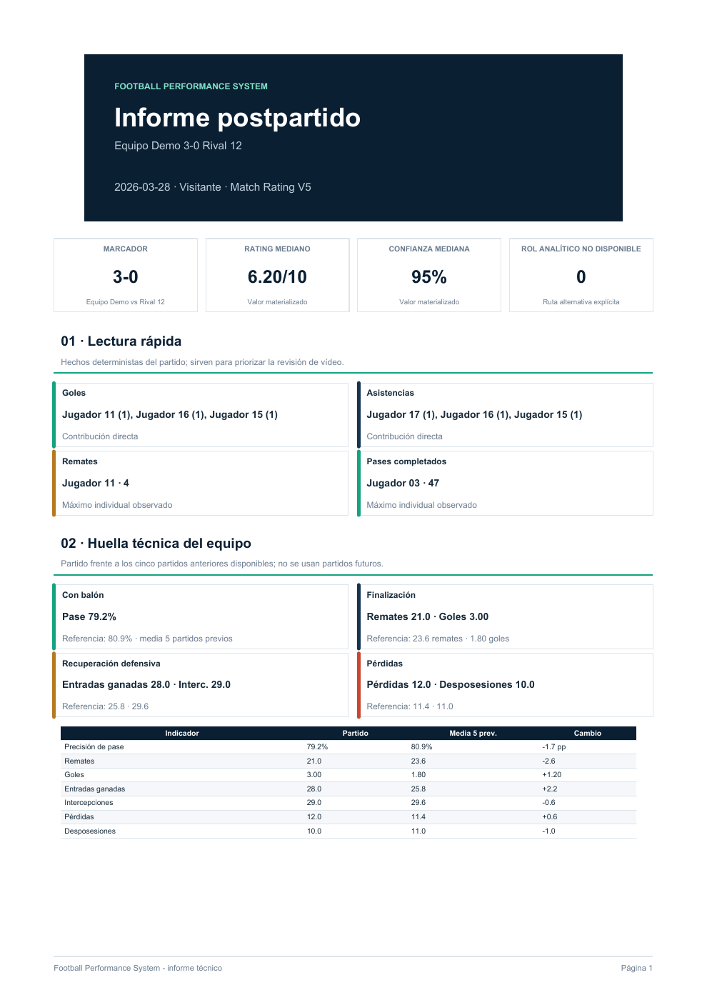 FOOTBALL PERFORMANCE SYSTEM
Informe postpartido
Equipo Demo 3-0 Rival 12
2026-03-28 · Visitante · Match Rating V5
MARCADOR
3-0
Equipo Demo vs Rival 12
RATING MEDIANO
6.20/10
Valor materializado
CONFIANZA MEDIANA
95%
Valor materializado
ROL ANALÍTICO NO DISPONIBLE
0
Ruta alternativa explícita
01 · Lectura rápida
Hechos deterministas del partido; sirven para priorizar la revisión de vídeo.
Goles
Jugador 11 (1), Jugador 16 (1), Jugador 15 (1)
Contribución directa
Asistencias
Jugador 17 (1), Jugador 16 (1), Jugador 15 (1)
Contribución directa
Remates
Jugador 11 · 4
Máximo individual observado
Pases completados
Jugador 03 · 47
Máximo individual observado
02 · Huella técnica del equipo
Partido frente a los cinco partidos anteriores disponibles; no se usan partidos futuros.
Con balón
Pase 79.2%
Referencia: 80.9% · media 5 partidos previos
Finalización
Remates 21.0 · Goles 3.00
Referencia: 23.6 remates · 1.80 goles
Recuperación defensiva
Entradas ganadas 28.0 · Interc. 29.0
Referencia: 25.8 · 29.6
Pérdidas
Pérdidas 12.0 · Desposesiones 10.0
Referencia: 11.4 · 11.0
Indicador Partido Media 5 prev. Cambio
Precisión de pase 79.2% 80.9% -1.7 pp
Remates 21.0 23.6 -2.6
Goles 3.00 1.80 +1.20
Entradas ganadas 28.0 25.8 +2.2
Intercepciones 29.0 29.6 -0.6
Pérdidas 12.0 11.4 +0.6
Desposesiones 10.0 11.0 -1.0
Football Performance System - informe técnico
Página 1